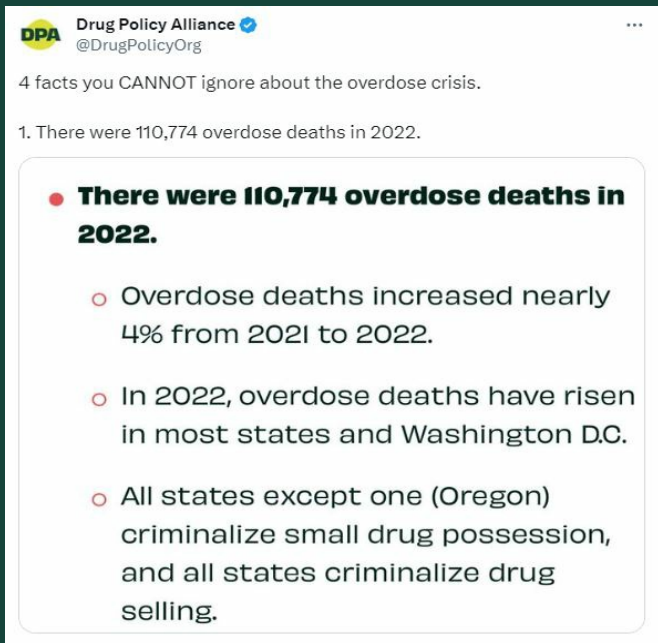 DPA
Drug Policy Alliance
@DrugPolicyOrg
4 facts you CANNOT ignore about the overdose crisis.
1. There were 110,774 overdose deaths in 2022.
There were 110,774 overdose deaths in
2022.
Overdose deaths increased nearly
4% from 2021 to 2022.
In 2022, overdose deaths have risen
in most states and Washington D.C.
All states except one (Oregon)
criminalize small drug possession,
and all states criminalize drug
selling.